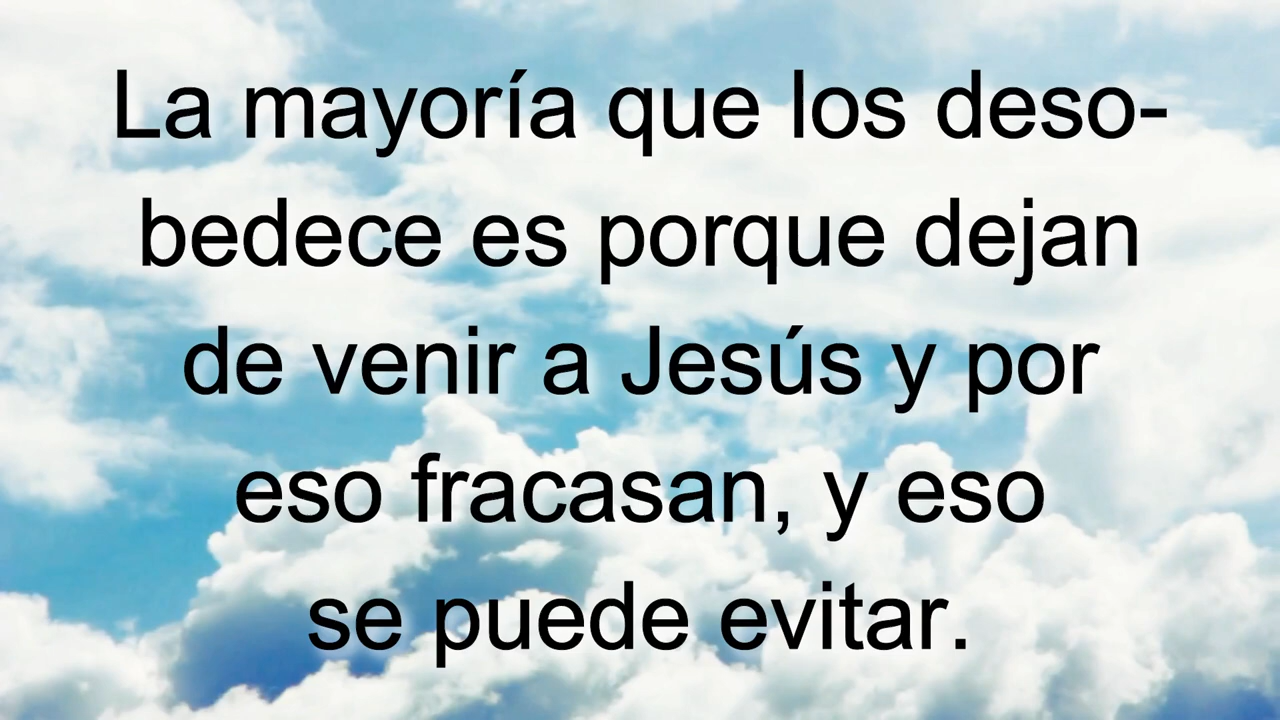 La mayoría que los deso-
bedece es porque dejan
de venir a Jesús y por
eso fracasan, y eso
se puede evitar.